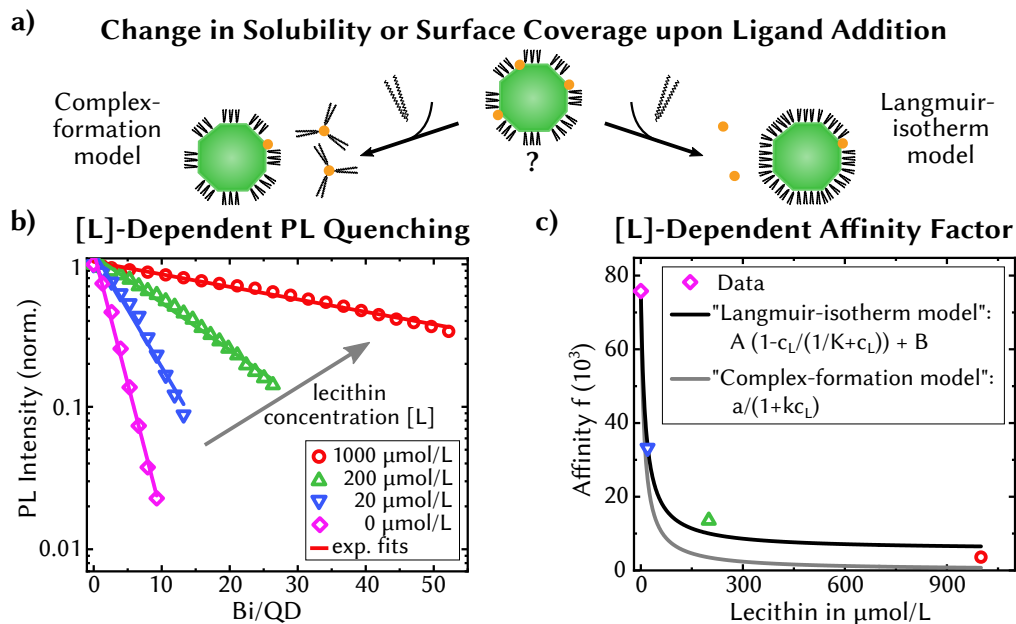 a)
Change in Solubility or Surface Coverage upon Ligand Addition
Complex-
formation
model
?
Langmuir-
isotherm
model
b)
[L]-Dependent PL Quenching
PL Intensity (norm.)
1
0.1
0.01
lecithin
concentration [L]
1000 µmol/L
200 µmol/L
20 µmol/L
0 µmol/L
exp. fits
0
10
20
30
40
50
Bi/QD
c)
[L]-Dependent Affinity Factor
Affinity f (10³)
80
60
40
20
0
Data
"Langmuir-isotherm model":
A (1-c_L/(1/K+c_L)) + B
"Complex-formation model":
a/(1+kc_L)
0
300
600
900
Lecithin in µmol/L